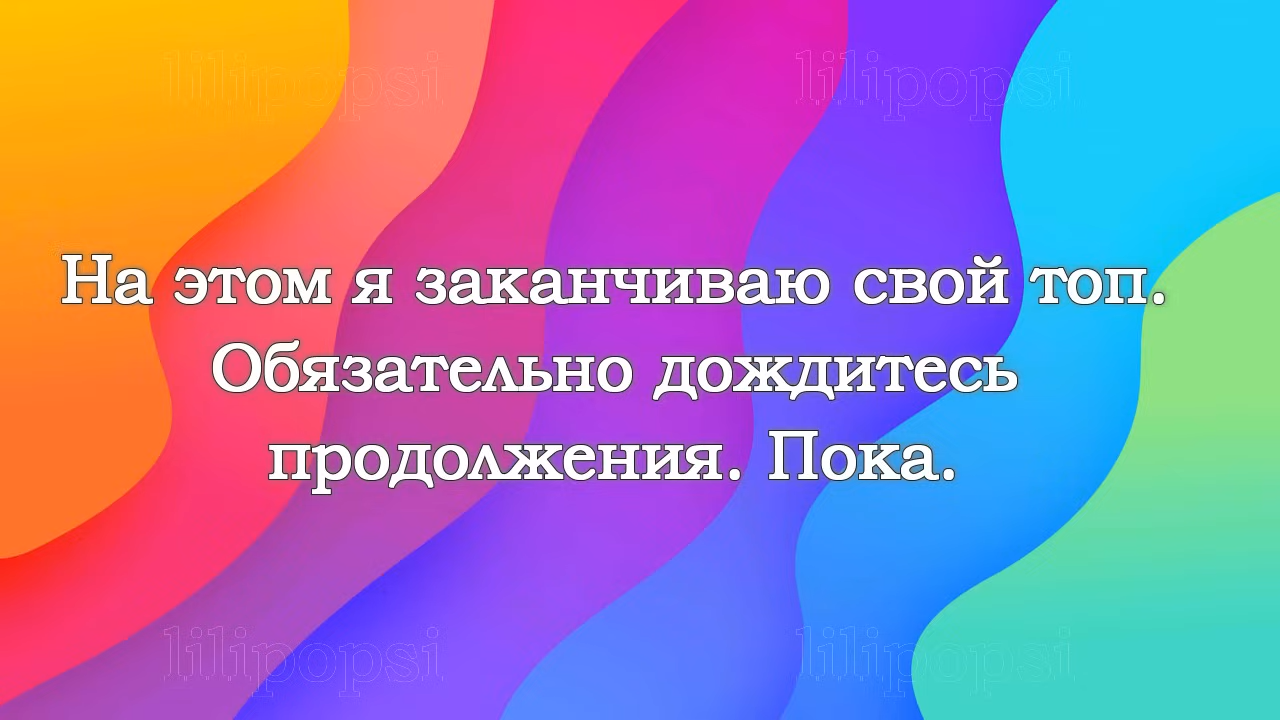 lilipopsi lilipopsi
На этом я заканчиваю свой топ.
Обязательно дождитесь
продолжения. Пока.
lilipopsi lilipopsi